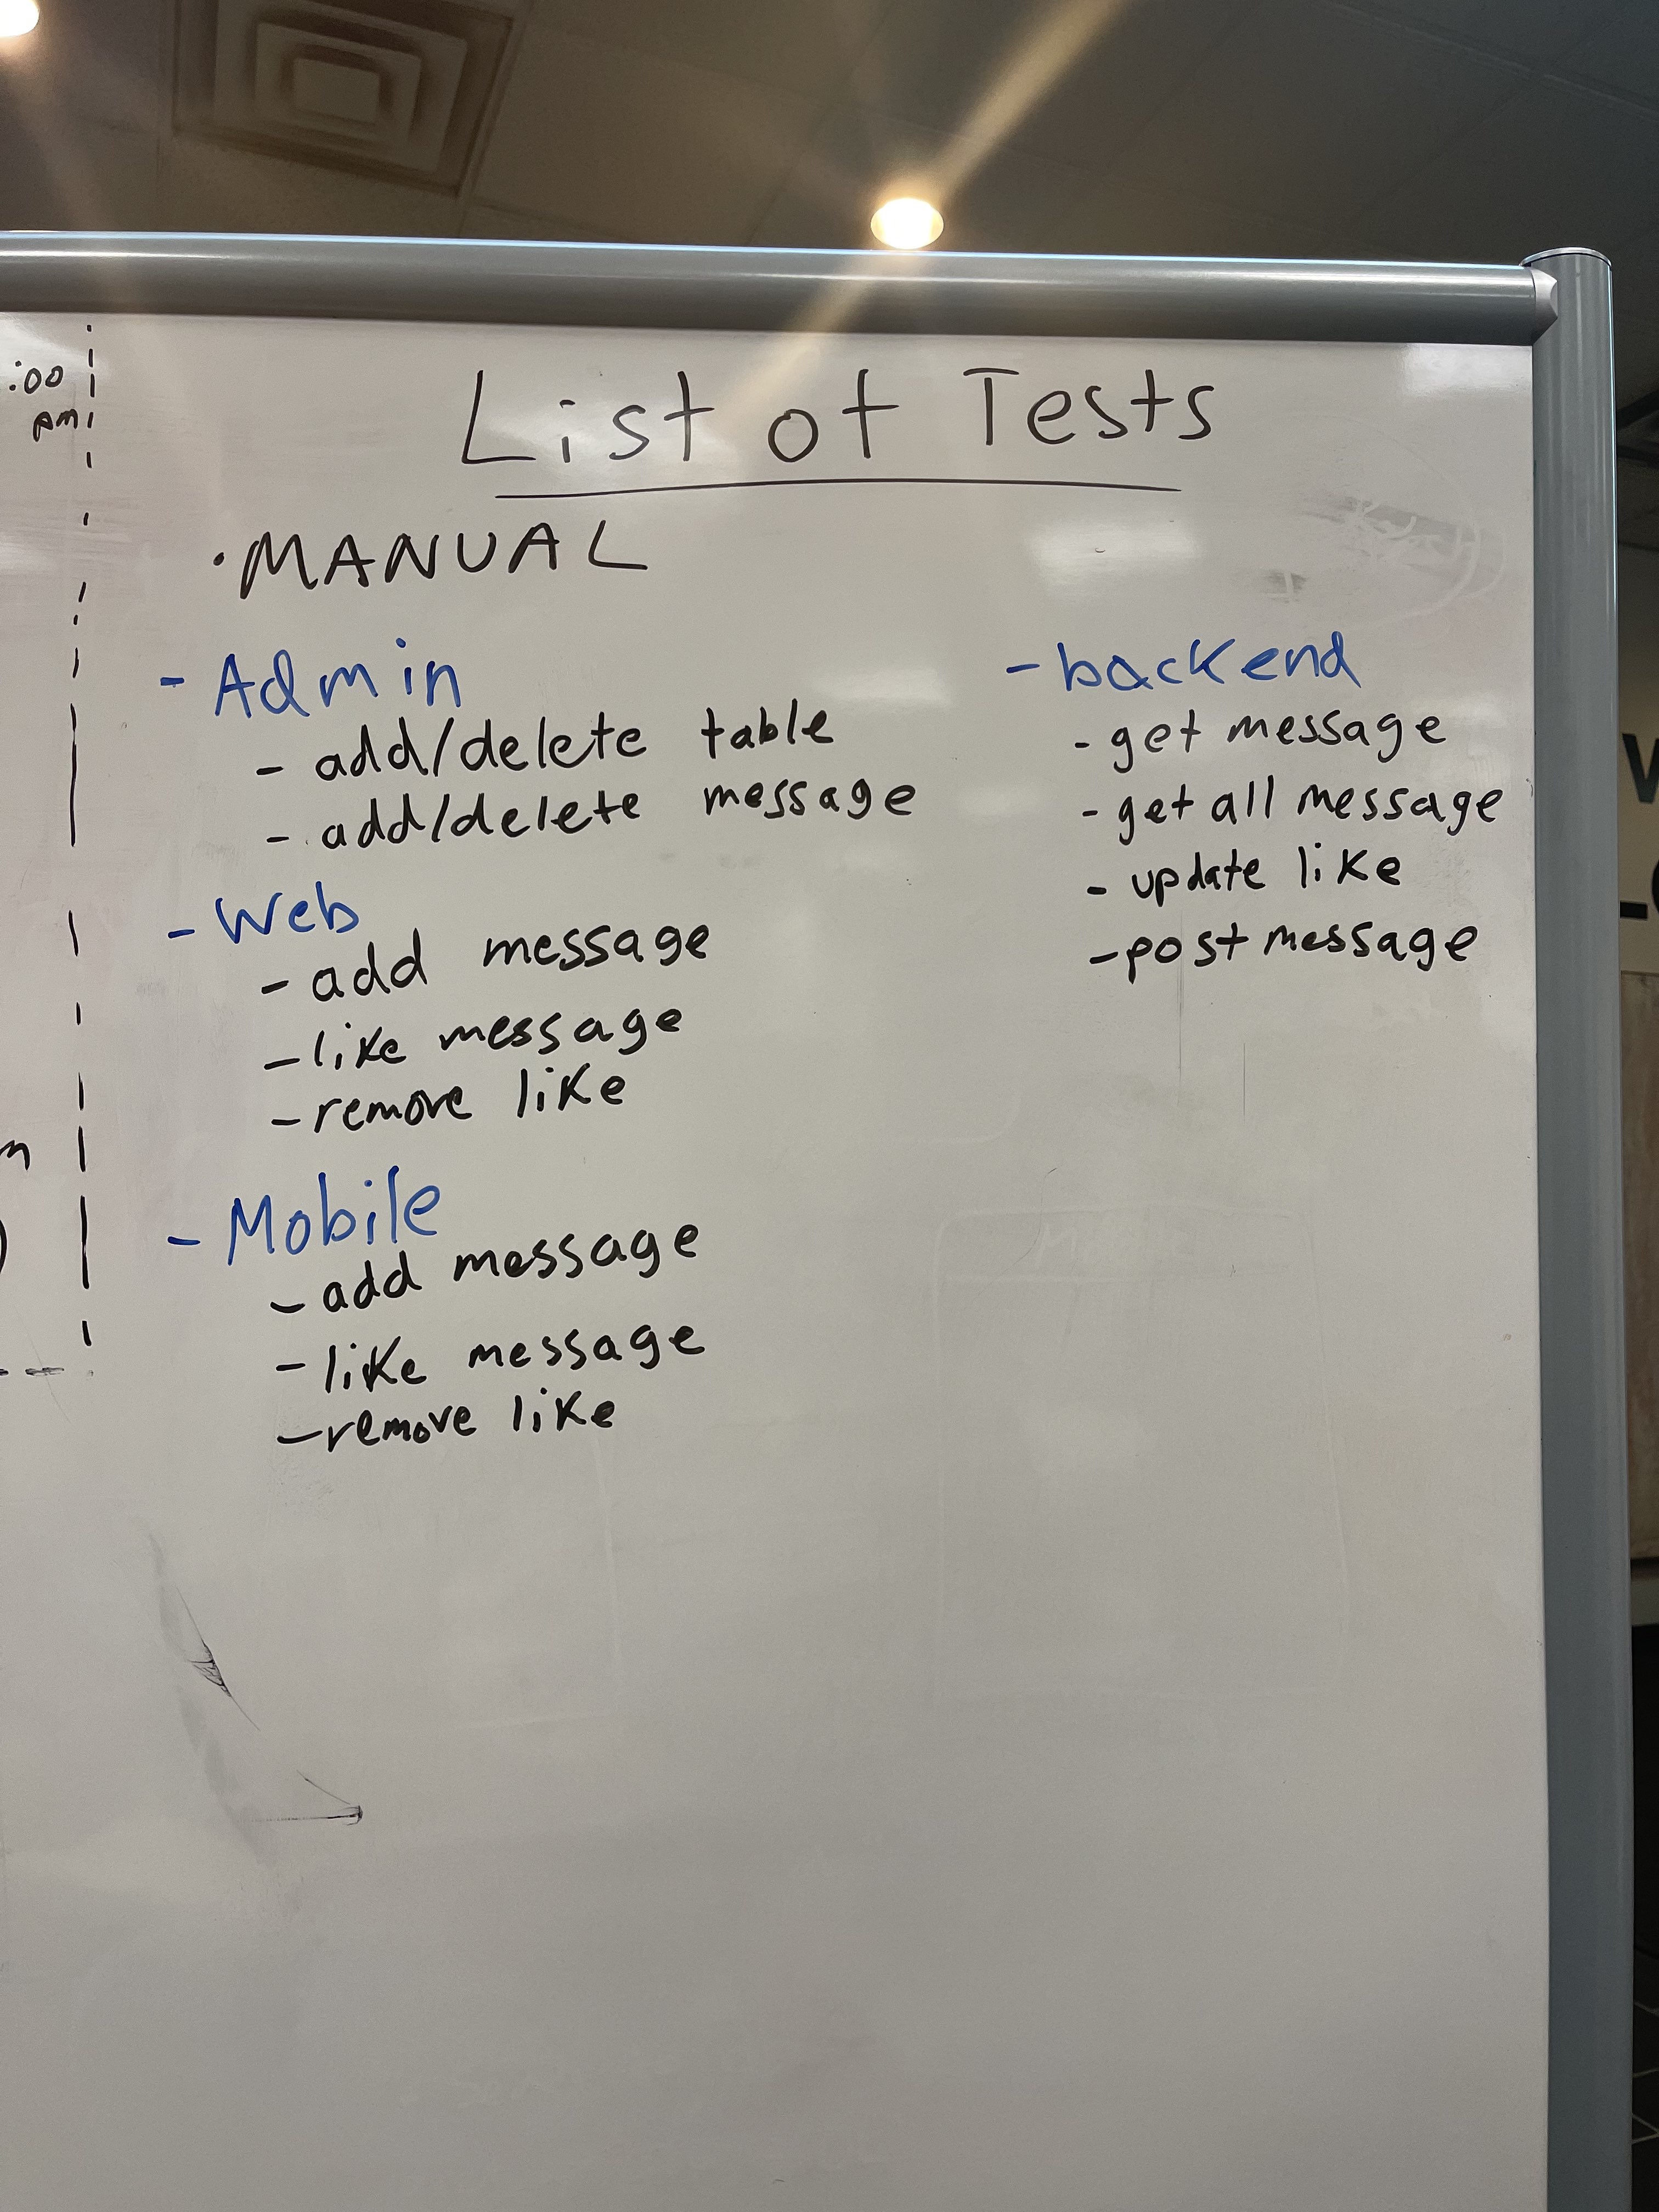 :00
AM
List of Tests
· MANUAL
- Admin
- add/delete table
- add/delete message
- Web
- add message
- like message
- remove like
- Mobile
- add message
- like message
- remove like
- backend
- get message
- get all message
- update like
- post message